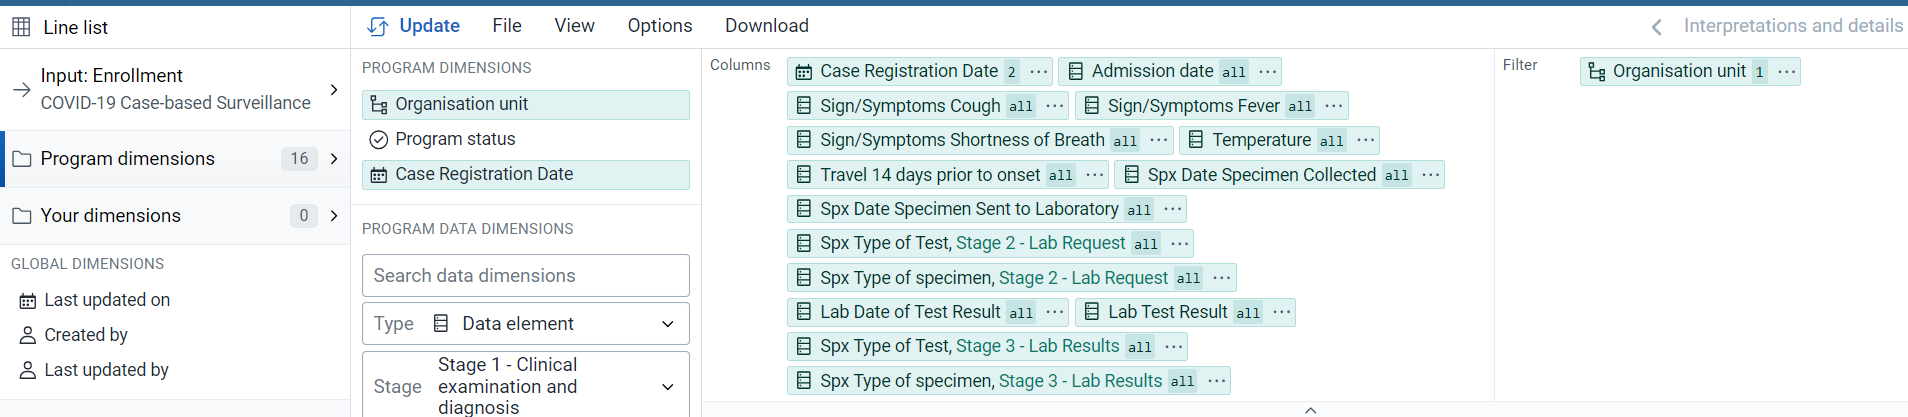 Line list
Update File View Options Download
Interpretations and details
Input: Enrollment
COVID-19 Case-based Surveillance
Program dimensions 16
Your dimensions 0
GLOBAL DIMENSIONS
Last updated on
Created by
Last updated by
PROGRAM DIMENSIONS
Organisation unit
Program status
Case Registration Date
PROGRAM DATA DIMENSIONS
Search data dimensions
Type Data element
Stage Stage 1 - Clinical
examination and
diagnosis
Columns
Case Registration Date 2 ... Admission date all ...
Sign/Symptoms Cough all ... Sign/Symptoms Fever all ...
Sign/Symptoms Shortness of Breath all ... Temperature all ...
Travel 14 days prior to onset all ... Spx Date Specimen Collected all ...
Spx Date Specimen Sent to Laboratory all ...
Spx Type of Test, Stage 2 - Lab Request all ...
Spx Type of specimen, Stage 2 - Lab Request all ...
Lab Date of Test Result all ... Lab Test Result all ...
Spx Type of Test, Stage 3 - Lab Results all ...
Spx Type of specimen, Stage 3 - Lab Results all ...
Filter
Organisation unit 1 ...